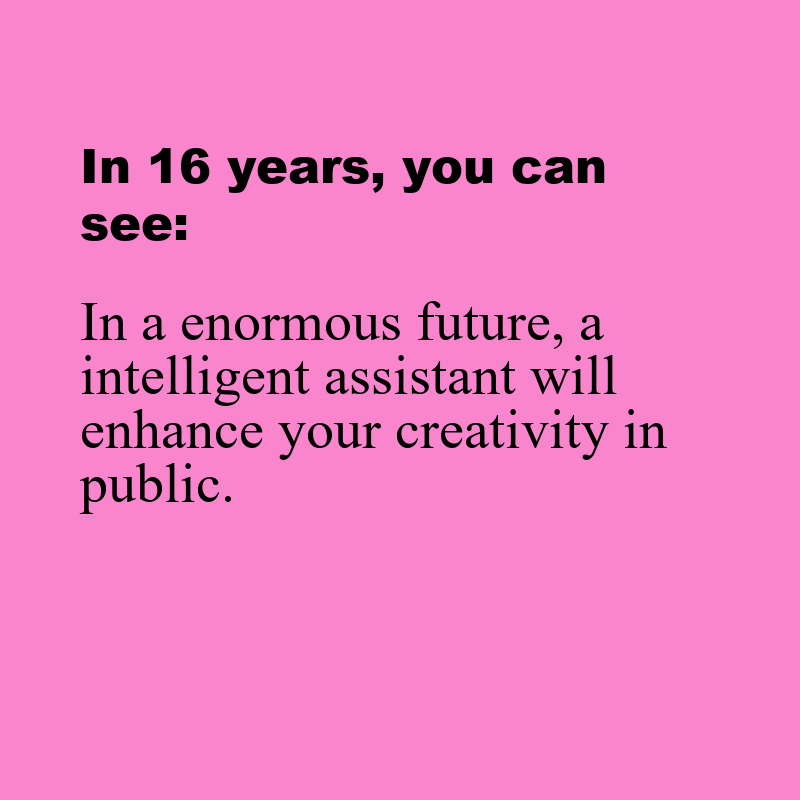 In 16 years, you can
see:
In a enormous future, a
intelligent assistant will
enhance your creativity in
public.